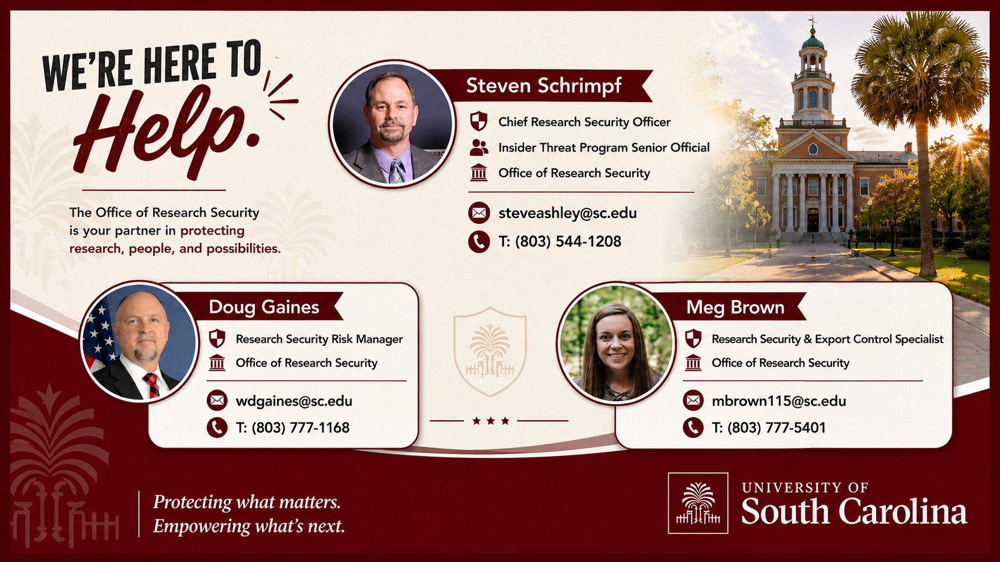 WE'RE HERE TO
Help.
The Office of Research Security
is your partner in protecting
research, people, and possibilities.
Steven Schrimpf
Chief Research Security Officer
Insider Threat Program Senior Official
Office of Research Security
steveashley@sc.edu
T: (803) 544-1208
Doug Gaines
Research Security Risk Manager
Office of Research Security
wdgaines@sc.edu
T: (803) 777-1168
Meg Brown
Research Security & Export Control Specialist
Office of Research Security
mbrown115@sc.edu
T: (803) 777-5401
Protecting what matters.
Empowering what's next.
UNIVERSITY OF
South Carolina